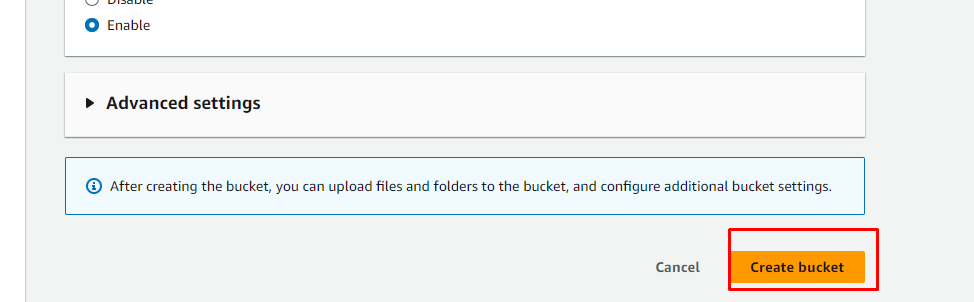 Disable
Enable
Advanced settings
After creating the bucket, you can upload files and folders to the bucket, and configure additional bucket settings.
Cancel
Create bucket